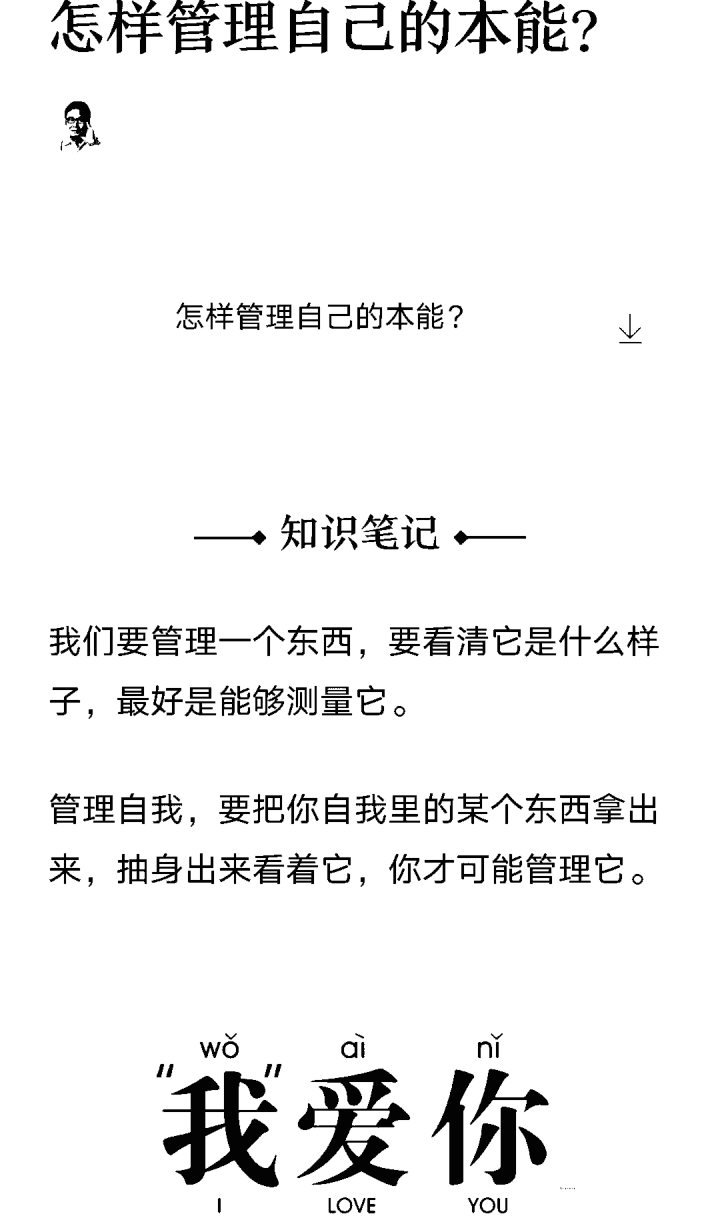 怎样管理自己的本能?
怎样管理自己的本能?
知识笔记
我们要管理一个东西，要看清它是什么样
子，最好是能够测量它。
管理自我，要把你自我里的某个东西拿出
来，抽身出来看着它，你才可能管理它。
wǒ ài nǐ
“我”爱你
I LOVE YOU